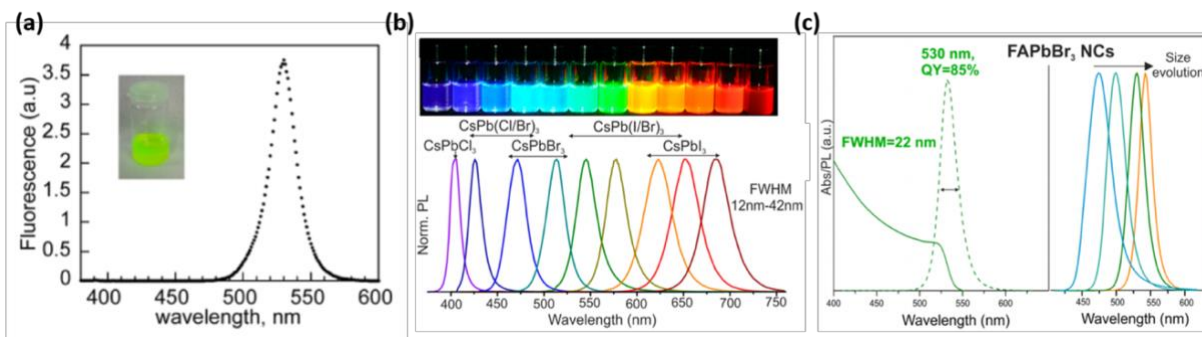 (a)
Fluorescence (a.u)
4
3.5
3
2.5
2
1.5
1
0.5
0
400 450 500 550 600
wavelength, nm
(b)
CsPb(Cl/Br)₃ CsPb(I/Br)₃
CsPbCl₃ CsPbBr₃ CsPbI₃
FWHM
12nm-42nm
Norm. PL
400 450 500 550 600 650 700 750
Wavelength (nm)
(c)
530 nm,
QY=85%
FAPbBr₃ NCs
Size
evolution
FWHM=22 nm
Abs/PL (a.u.)
400 450 500 550 600
Wavelength (nm)
450 500 550 600
Wavelength (nm)